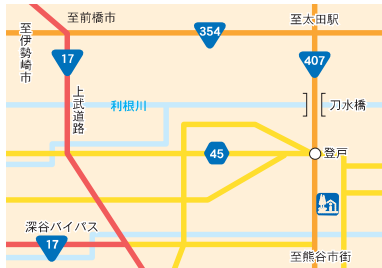 至前橋市
至太田駅
至伊勢崎市
354
17
407
上武道路
利根川
刀水橋
45
登戸
深谷バイパス
17
至熊谷市街